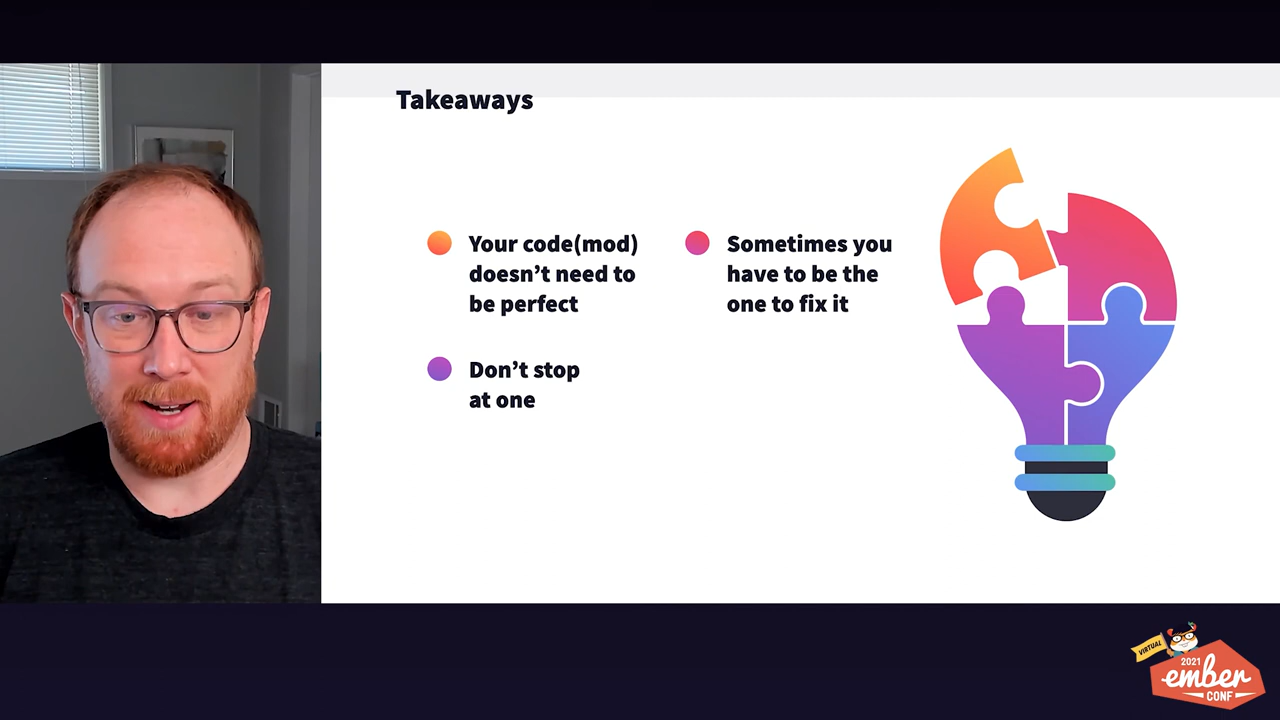 Takeaways
Your code(mod)
doesn’t need to
be perfect
Sometimes you
have to be the
one to fix it
Don’t stop
at one
VIRTUAL
2021
ember
CONF